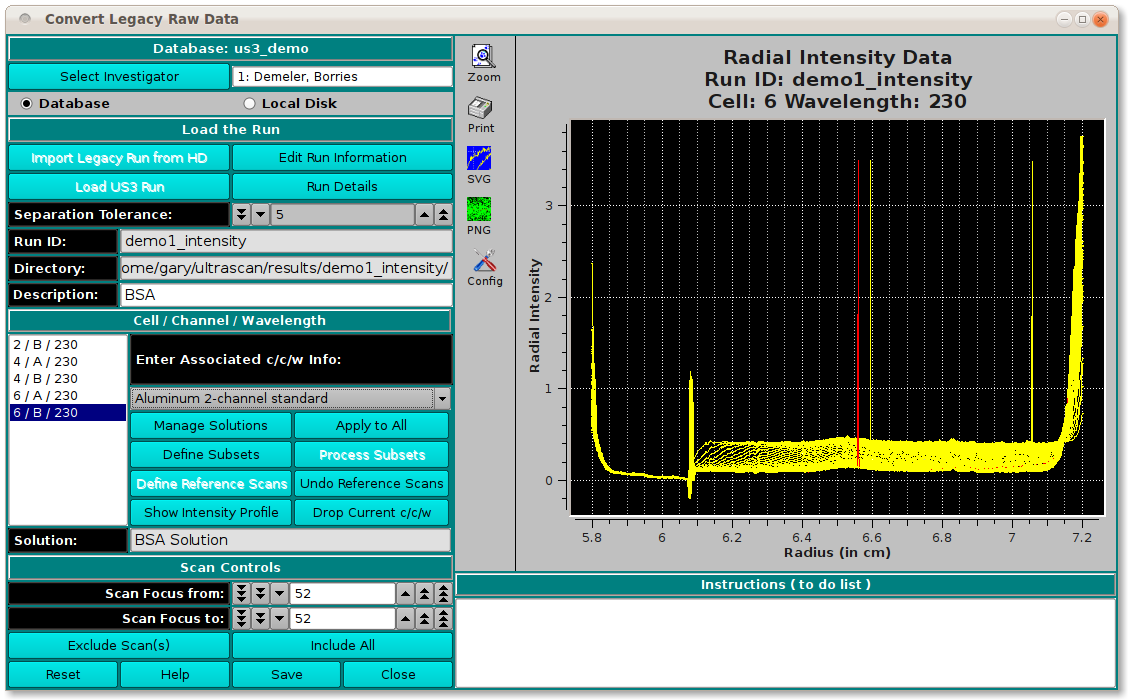 Convert Legacy Raw Data
Database: us3_demo
Select Investigator
1: Demeler, Borries
Database
Local Disk
Load the Run
Import Legacy Run from HD
Edit Run Information
Load US3 Run
Run Details
Separation Tolerance:
5
Run ID:
demo1_intensity
Directory:
ome/gary/ultrascan/results/demo1_intensity/
Description:
BSA
Cell / Channel / Wavelength
2 / B / 230
4 / A / 230
4 / B / 230
6 / A / 230
6 / B / 230
Enter Associated c/c/w Info:
Aluminum 2-channel standard
Manage Solutions
Apply to All
Define Subsets
Process Subsets
Define Reference Scans
Undo Reference Scans
Show Intensity Profile
Drop Current c/c/w
Solution:
BSA Solution
Scan Controls
Scan Focus from:
52
Scan Focus to:
52
Exclude Scan(s)
Include All
Reset
Help
Save
Close
Zoom
Print
SVG
PNG
Config
Radial Intensity Data
Run ID: demo1_intensity
Cell: 6 Wavelength: 230
Radial Intensity
3
2
1
0
5.8
6
6.2
6.4
6.6
6.8
7
7.2
Radius (in cm)
Instructions ( to do list )